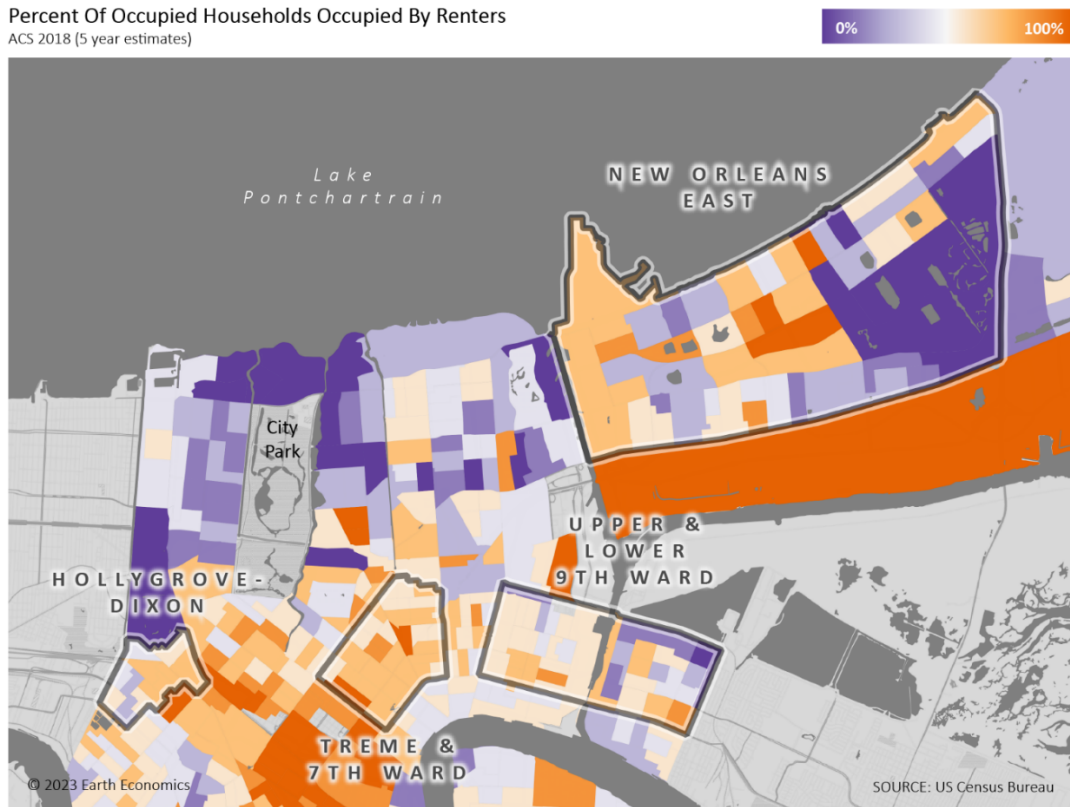 Percent Of Occupied Households Occupied By Renters
ACS 2018 (5 year estimates)
0%
100%
Lake
Pontchartrain
NEW ORLEANS
EAST
City
Park
UPPER &
LOWER
9TH WARD
HOLLYGROVE-
DIXON
TREME &
7TH WARD
© 2023 Earth Economics
SOURCE: US Census Bureau